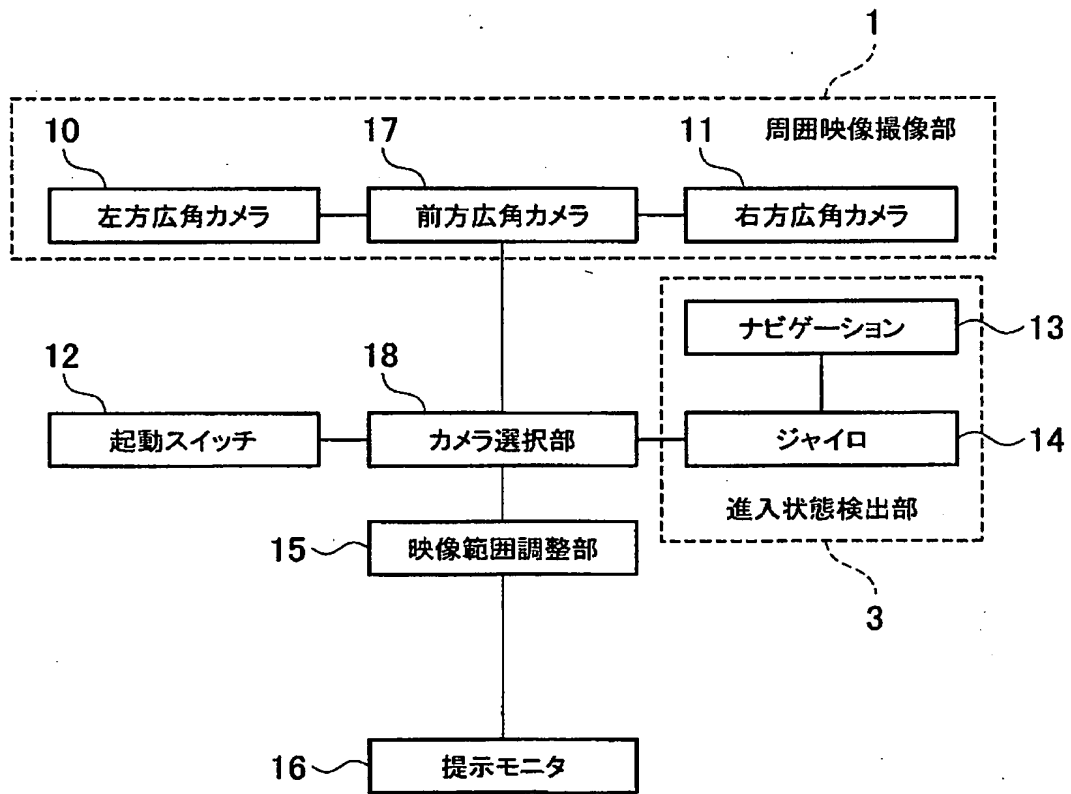 1
周囲映像撮像部
10
17
11
左方広角カメラ
前方広角カメラ
右方広角カメラ
ナビゲーション
13
12
18
起動スイッチ
カメラ選択部
ジャイロ
14
進入状態検出部
15
映像範囲調整部
3
16
提示モニタ